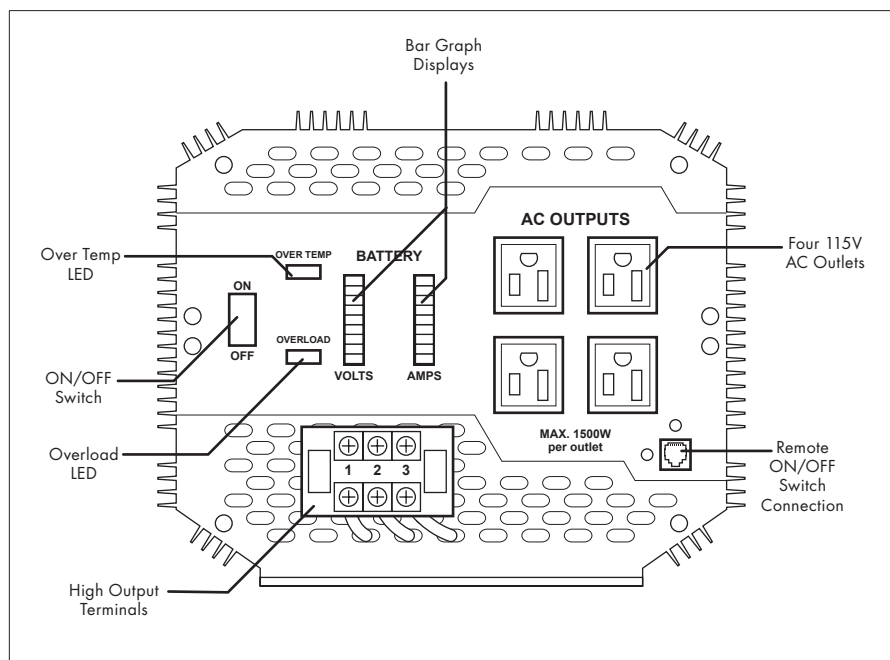 Bar Graph
Displays
AC OUTPUTS
Four 115V
AC Outlets
Over Temp
LED
OVER TEMP
BATTERY
ON
OFF
OVERLOAD
VOLTS
AMPS
ON/OFF
Switch
MAX. 1500W
per outlet
Overload
LED
1 2 3
Remote
ON/OFF
Switch
Connection
High Output
Terminals